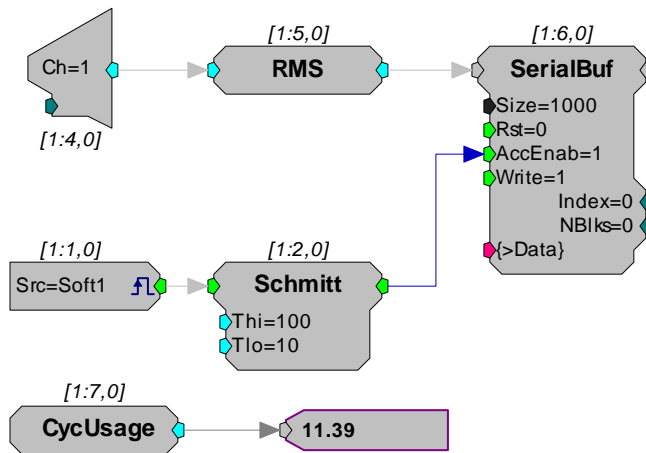 [1:5,0]
[1:6,0]
Ch=1
RMS
SerialBuf
Size=1000
[1:4,0]
Rst=0
AccEnab=1
Write=1
Index=0
NBlks=0
{>Data}
[1:1,0]
[1:2,0]
Src=Soft1
Schmitt
Thi=100
Tlo=10
[1:7,0]
CycUsage
11.39